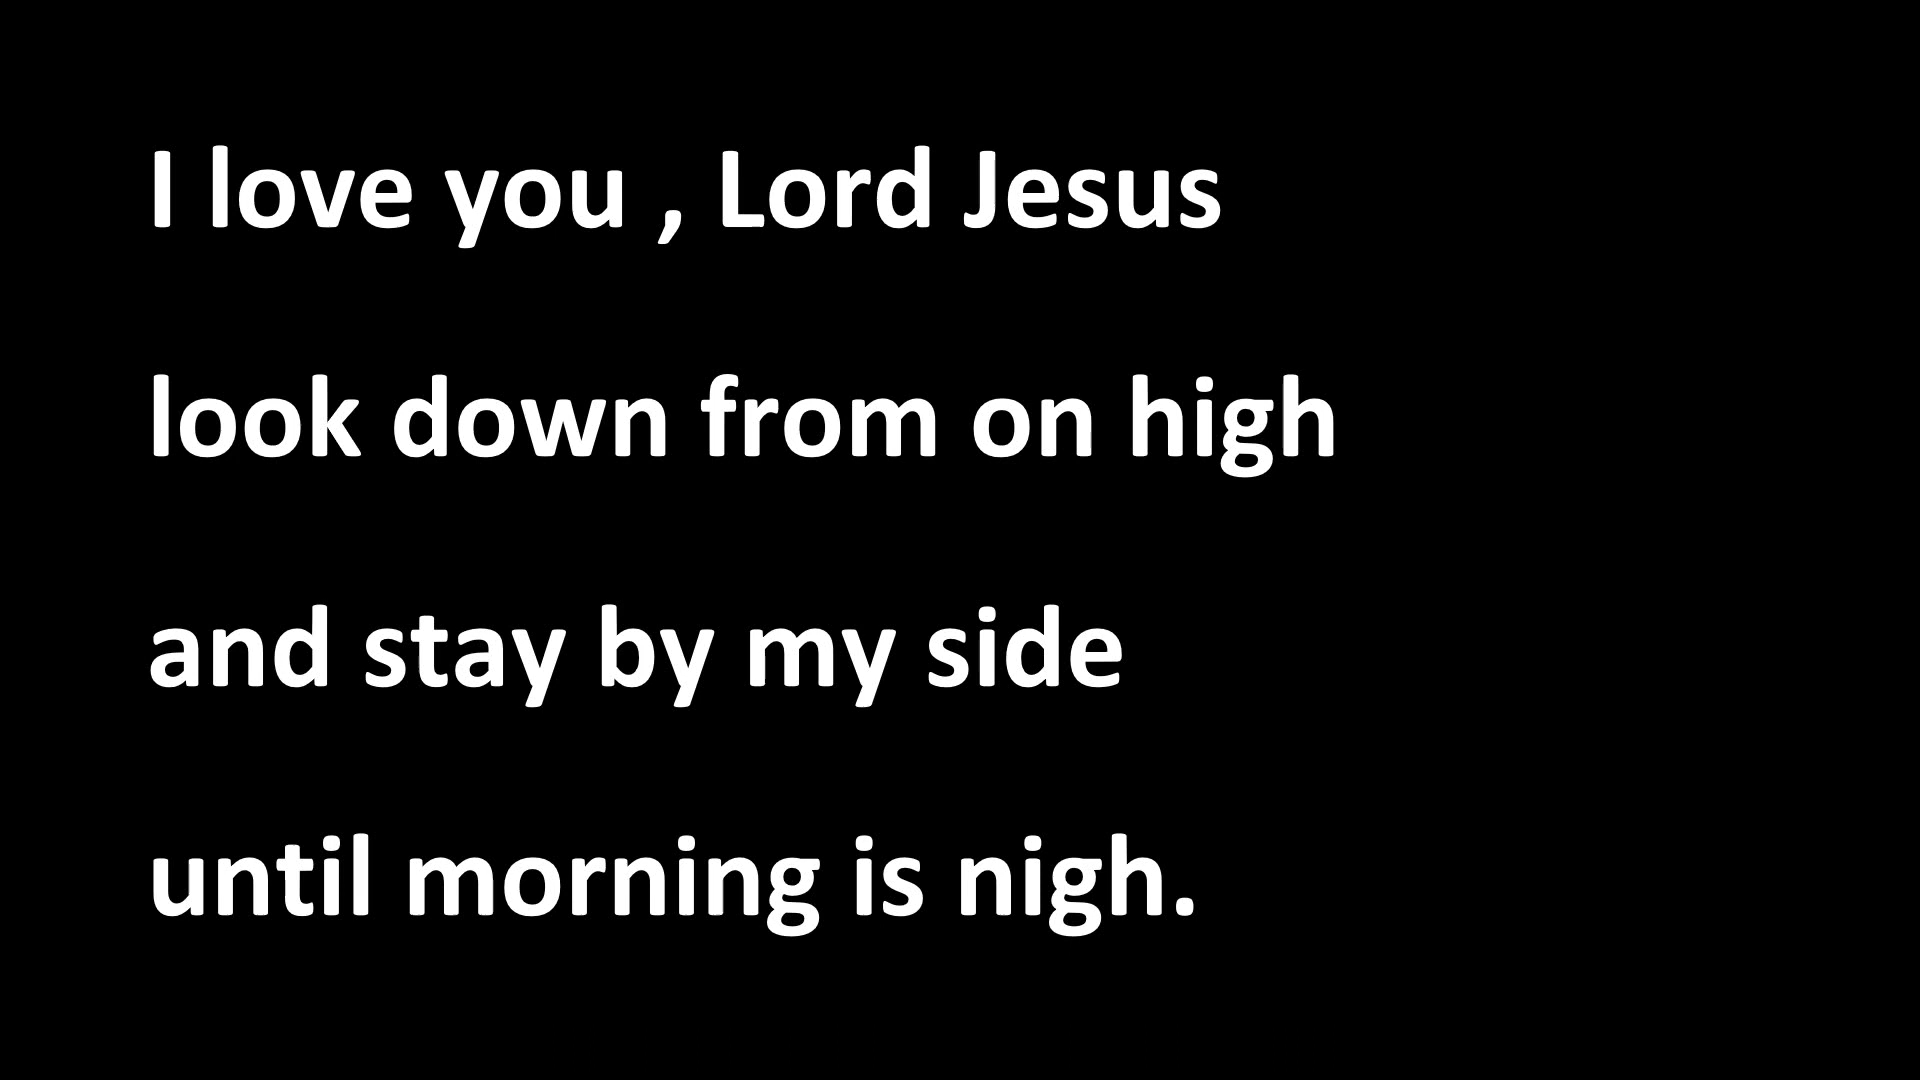 I love you , Lord Jesus
look down from on high
and stay by my side
until morning is nigh.